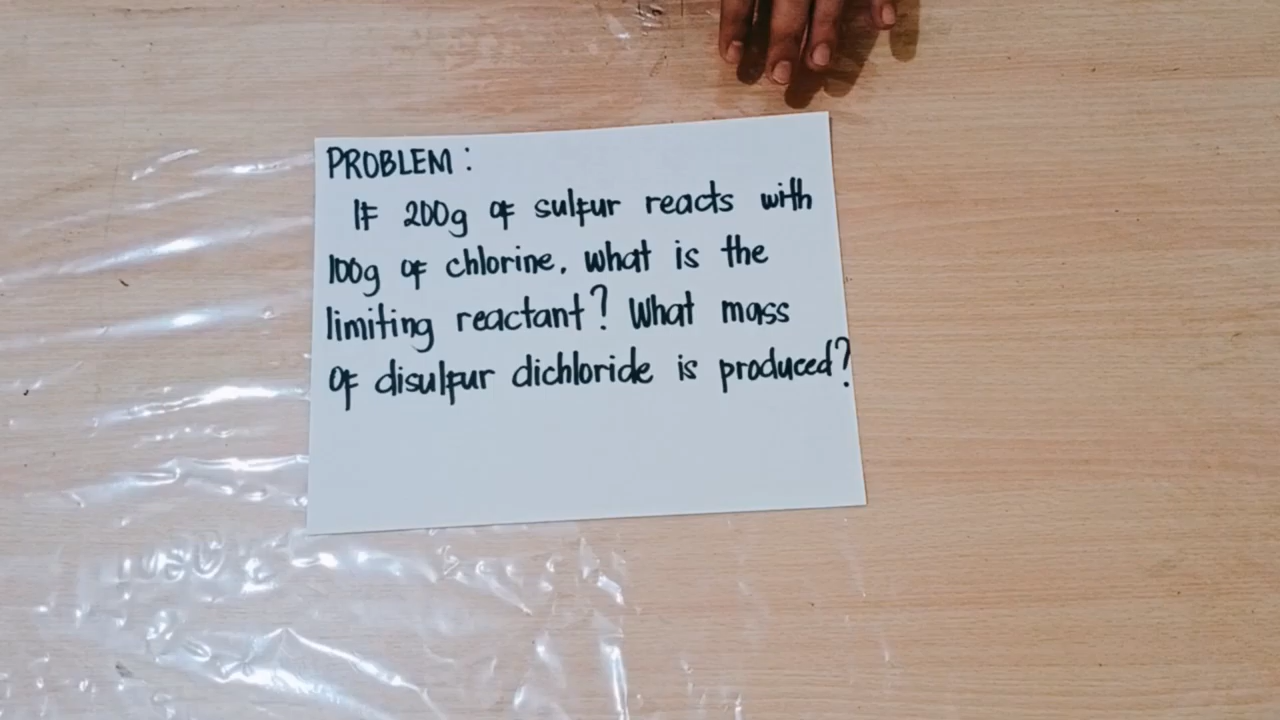 PROBLEM:
If 200g of sulfur reacts with
100g of chlorine, what is the
limiting reactant? What mass
of disulfur dichloride is produced?